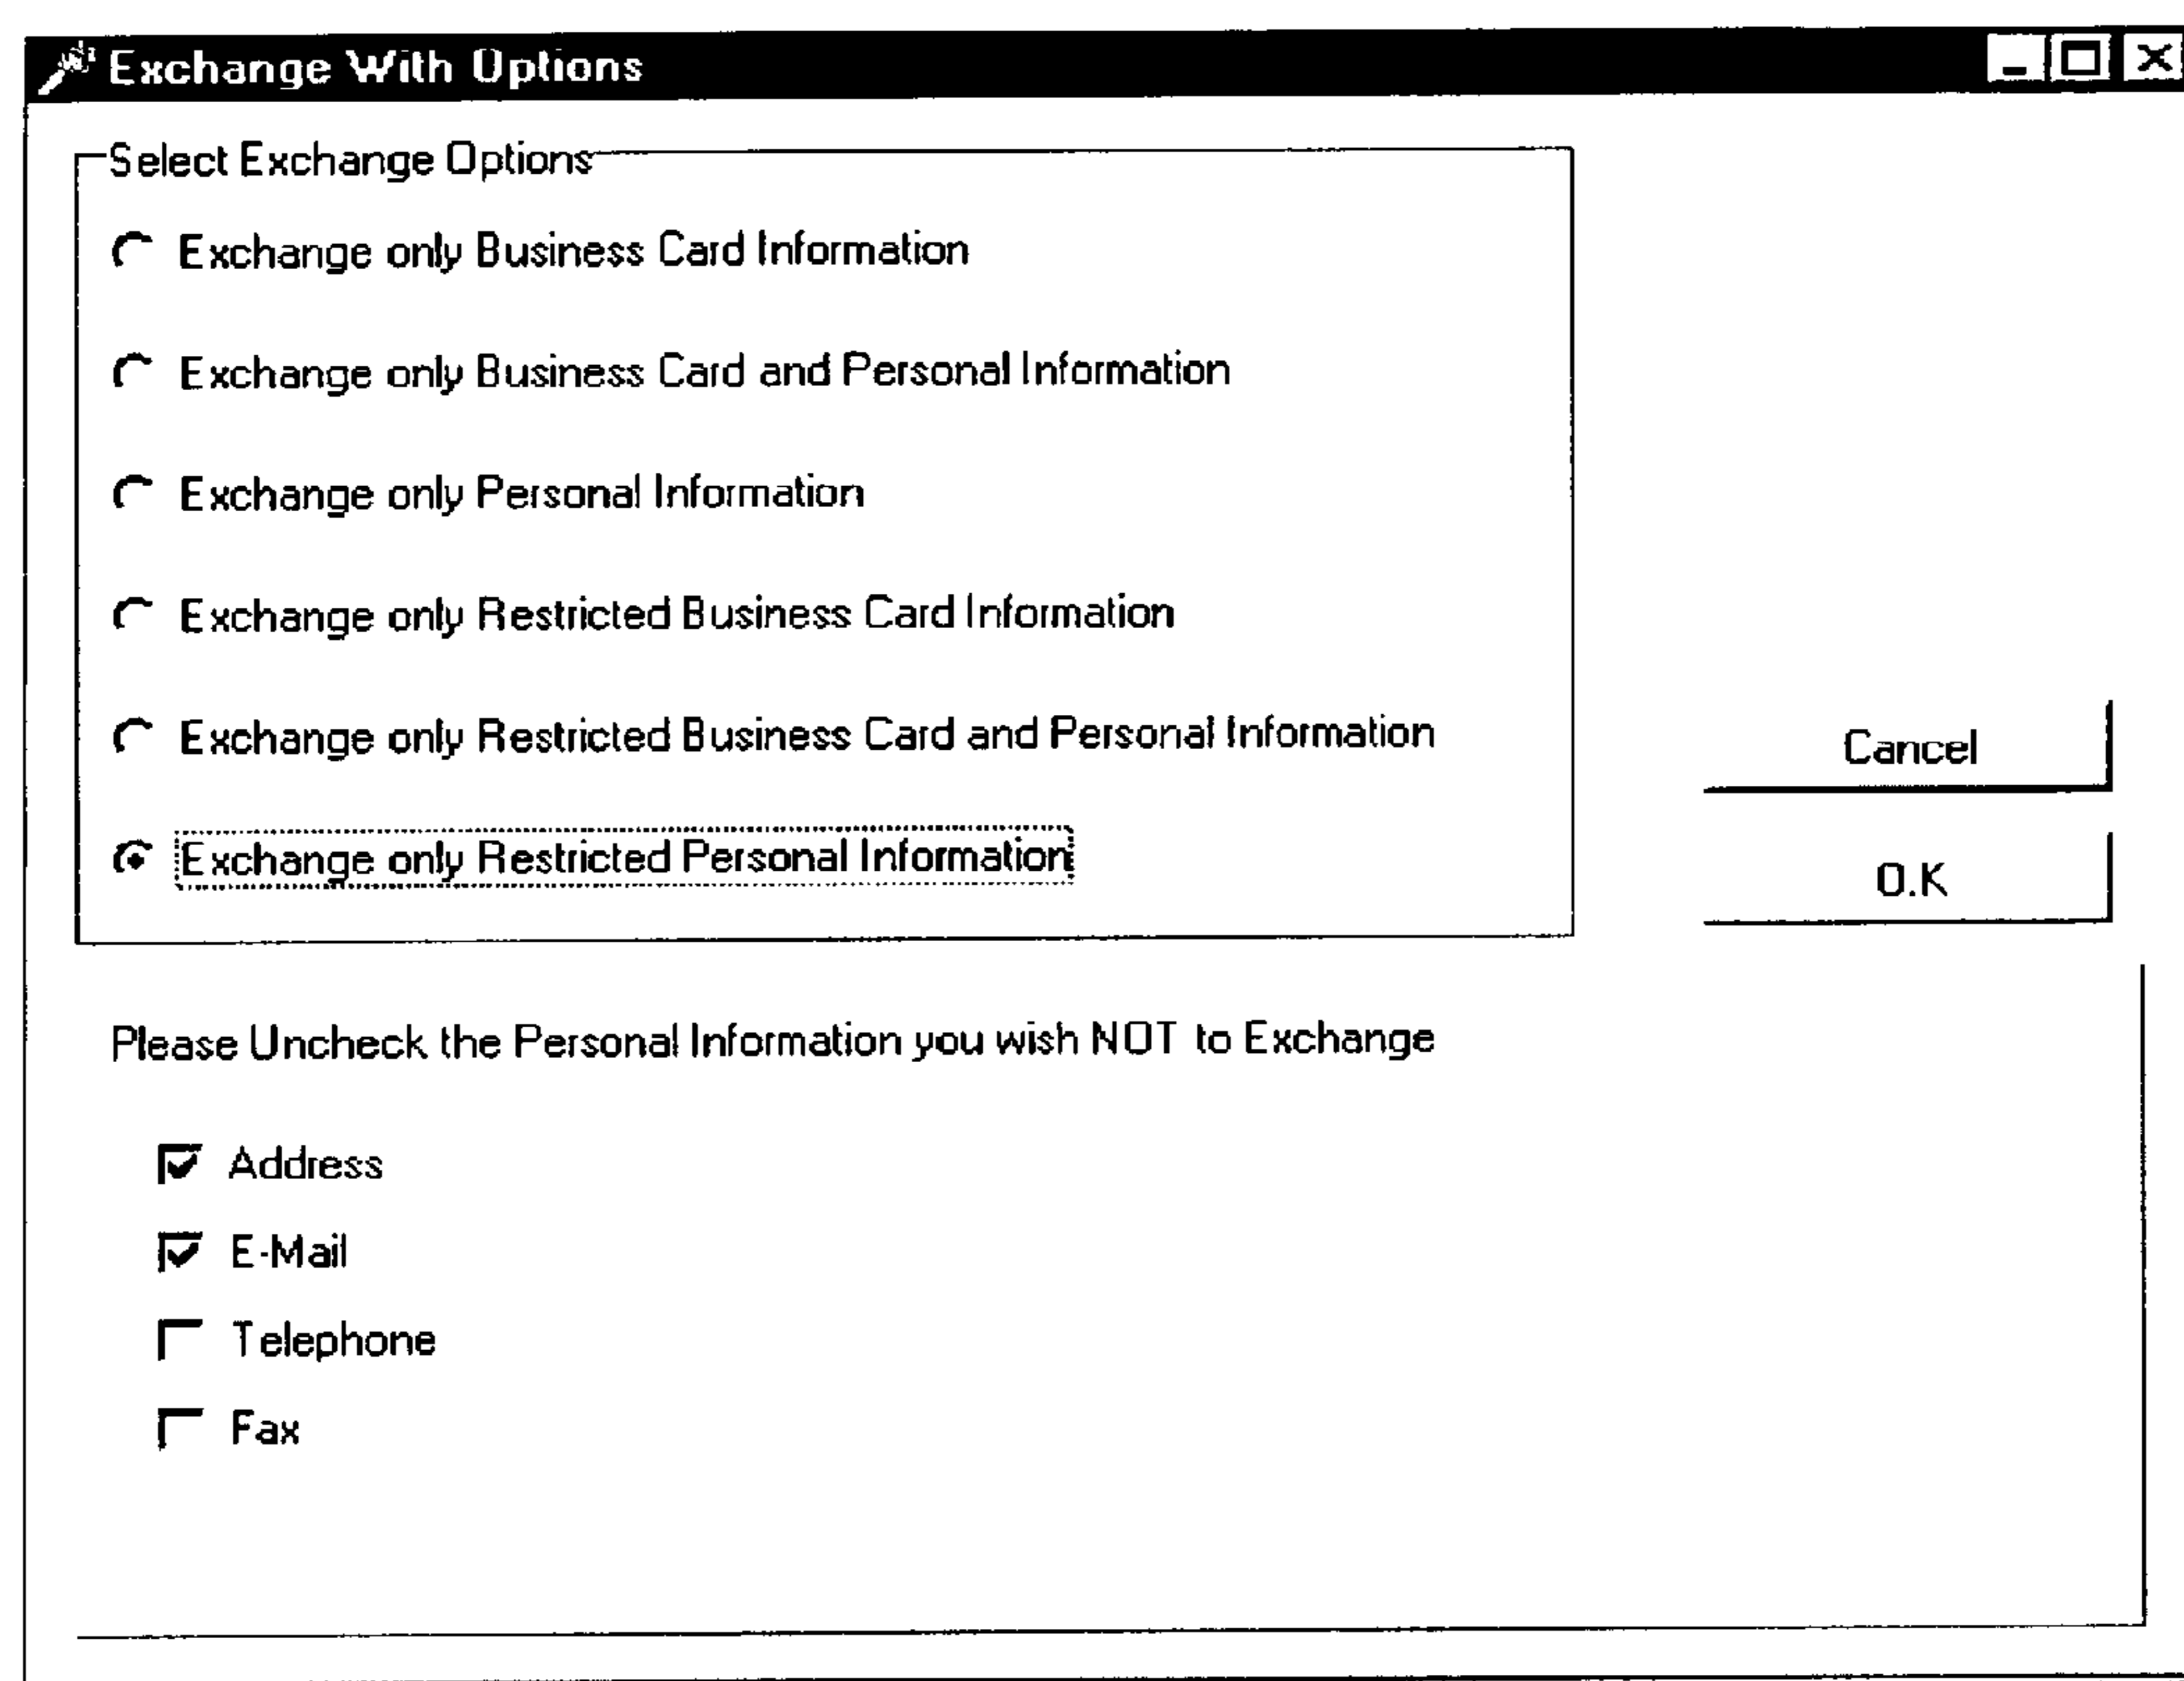 Exchange With Options
Select Exchange Options
Exchange only Business Card Information
Exchange only Business Card and Personal Information
Exchange only Personal Information
Exchange only Restricted Business Card Information
Exchange only Restricted Business Card and Personal Information
Exchange only Restricted Personal Information
Cancel
O.K
Please Uncheck the Personal Information you wish NOT to Exchange
Address
E-Mail
Telephone
Fax